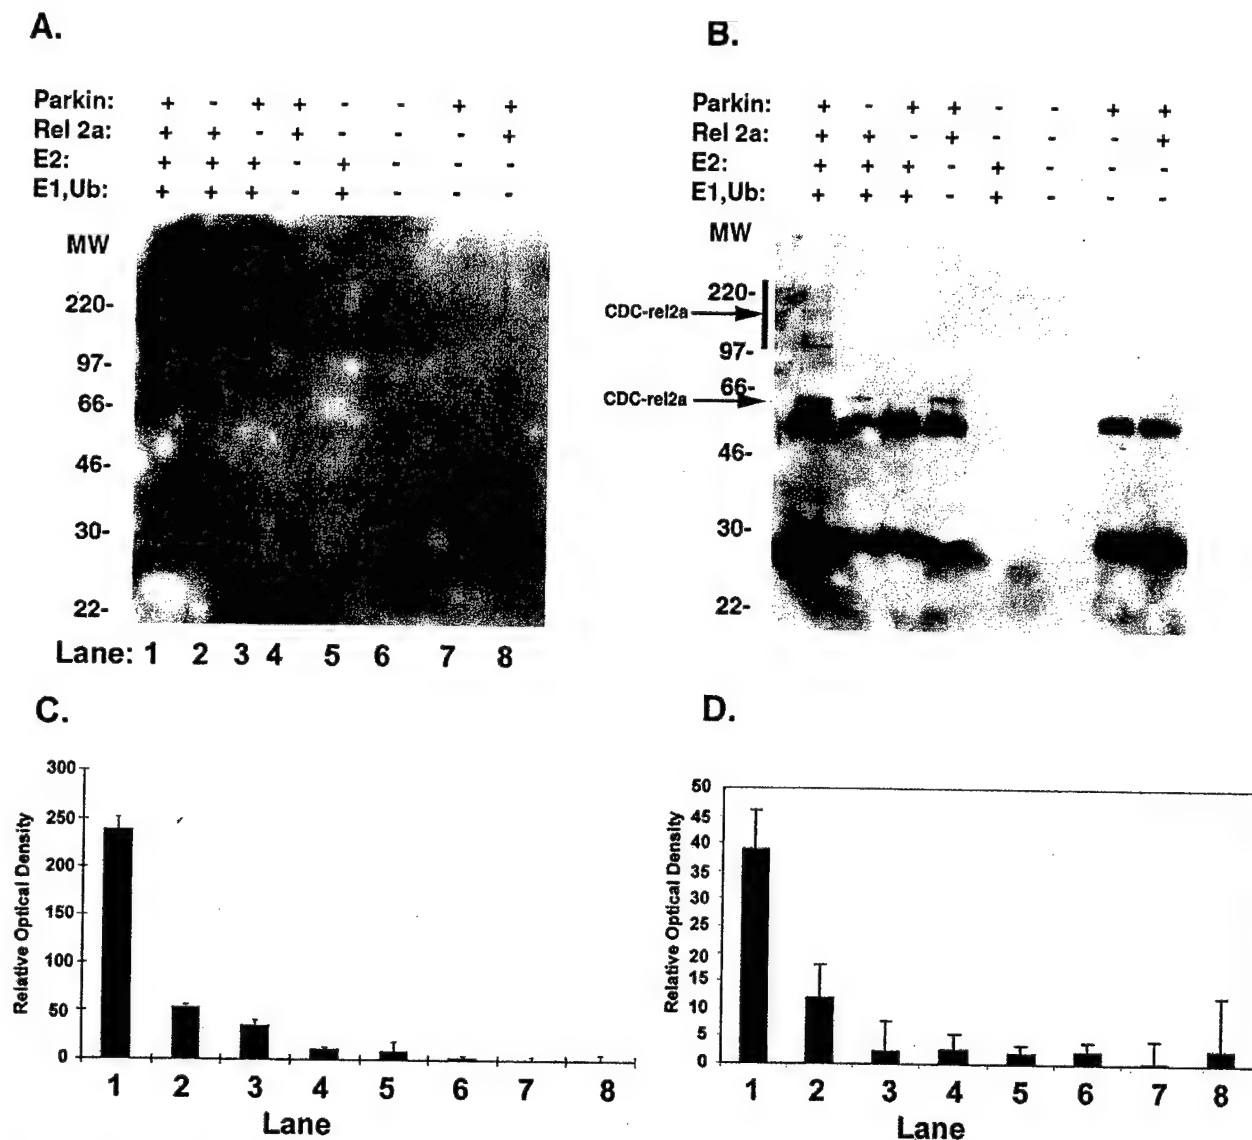 A.
Parkin: + - + + - - + +
Rel 2a: + + - + - - - +
E2: + + + - + - - -
E1,Ub: + + + - + - - -
MW
220-
97-
66-
46-
30-
22-
Lane: 1 2 3 4 5 6 7 8
B.
Parkin: + - + + - - + +
Rel 2a: + + - + - - - +
E2: + + + - + - - -
E1,Ub: + + + - + - - -
MW
220-
CDC-rel2a
97-
66-
CDC-rel2a
46-
30-
22-
C.
300
250
200
150
100
50
0
Relative Optical Density
1 2 3 4 5 6 7 8
Lane
D.
50
45
40
35
30
25
20
15
10
5
0
Relative Optical Density
1 2 3 4 5 6 7 8
Lane